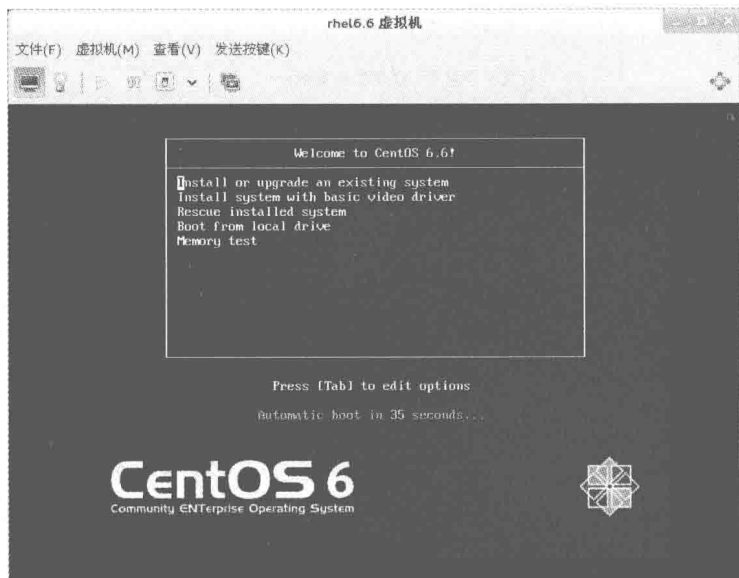 rhel6.6 虚拟机
文件(F) 虚拟机(M) 查看(V) 发送按键(K)
Welcome to CentOS 6.6!
Install or upgrade an existing system
Install system with basic video driver
Rescue installed system
Boot from local drive
Memory test
Press [Tab] to edit options
Automatic boot in 35 seconds...
CentOS 6
Community ENTerprise Operating System